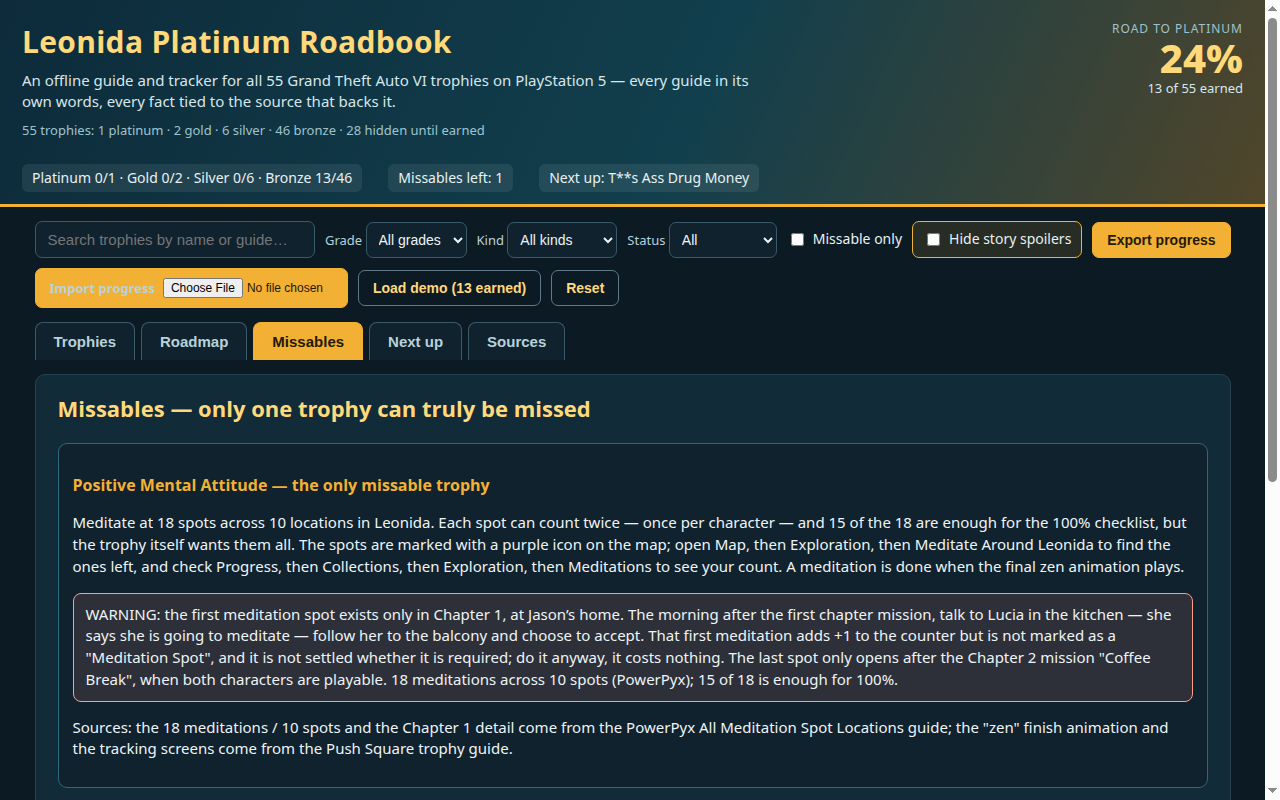 Leonida Platinum Roadbook
An offline guide and tracker for all 55 Grand Theft Auto VI trophies on PlayStation 5 — every guide in its
own words, every fact tied to the source that backs it.
55 trophies: 1 platinum · 2 gold · 6 silver · 46 bronze · 28 hidden until earned
ROAD TO PLATINUM
24%
13 of 55 earned
Platinum 0/1 · Gold 0/2 · Silver 0/6 · Bronze 13/46
Missables left: 1
Next up: T**s Ass Drug Money
Search trophies by name or guide…
Grade All grades
Kind All kinds
Status All
Missable only
Hide story spoilers
Export progress
Import progress Choose File No file chosen
Load demo (13 earned)
Reset
Trophies
Roadmap
Missables
Next up
Sources
Missables — only one trophy can truly be missed
Positive Mental Attitude — the only missable trophy
Meditate at 18 spots across 10 locations in Leonida. Each spot can count twice — once per character — and 15 of the 18 are enough for the 100% checklist, but
the trophy itself wants them all. The spots are marked with a purple icon on the map; open Map, then Exploration, then Meditate Around Leonida to find the
ones left, and check Progress, then Collections, then Exploration, then Meditations to see your count. A meditation is done when the final zen animation plays.
WARNING: the first meditation spot exists only in Chapter 1, at Jason’s home. The morning after the first chapter mission, talk to Lucia in the kitchen — she
says she is going to meditate — follow her to the balcony and choose to accept. That first meditation adds +1 to the counter but is not marked as a
"Meditation Spot", and it is not settled whether it is required; do it anyway, it costs nothing. The last spot only opens after the Chapter 2 mission "Coffee
Break", when both characters are playable. 18 meditations across 10 spots (PowerPyx); 15 of 18 is enough for 100%.
Sources: the 18 meditations / 10 spots and the Chapter 1 detail come from the PowerPyx All Meditation Spot Locations guide; the "zen" finish animation and
the tracking screens come from the Push Square trophy guide.